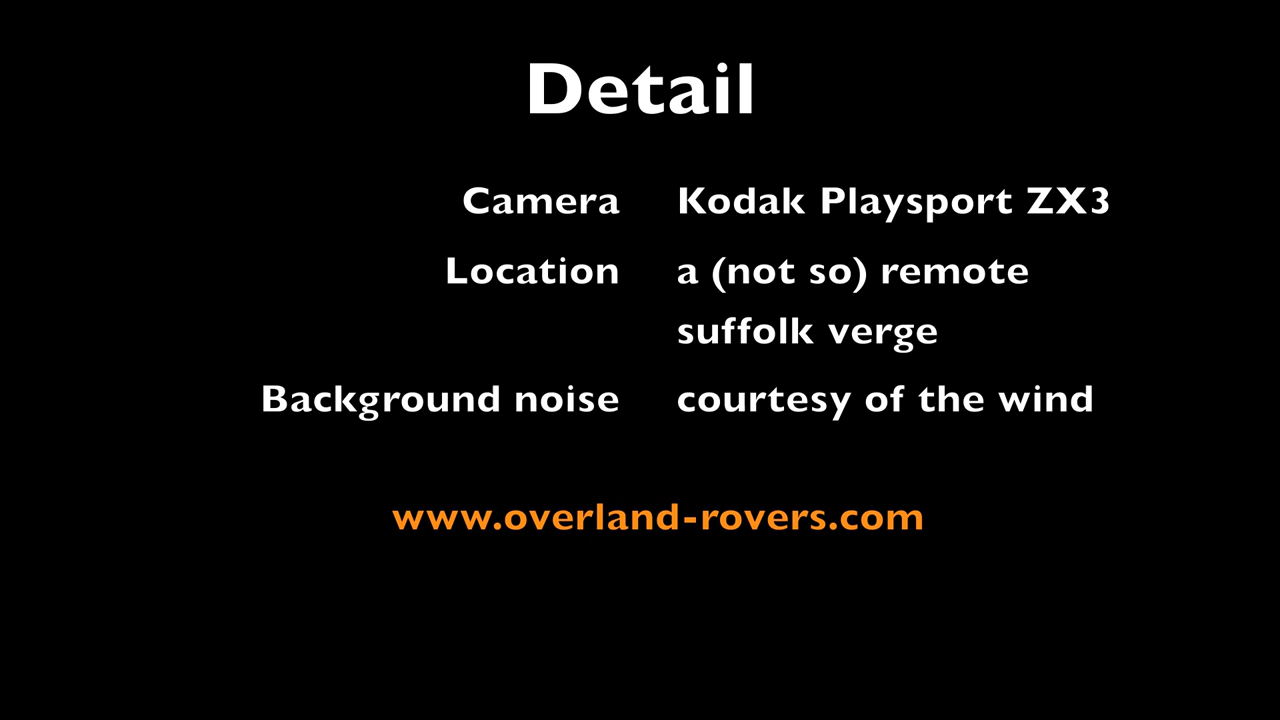 Detail
Camera Kodak Playsport ZX3
Location a (not so) remote
suffolk verge
Background noise courtesy of the wind
www.overland-rovers.com